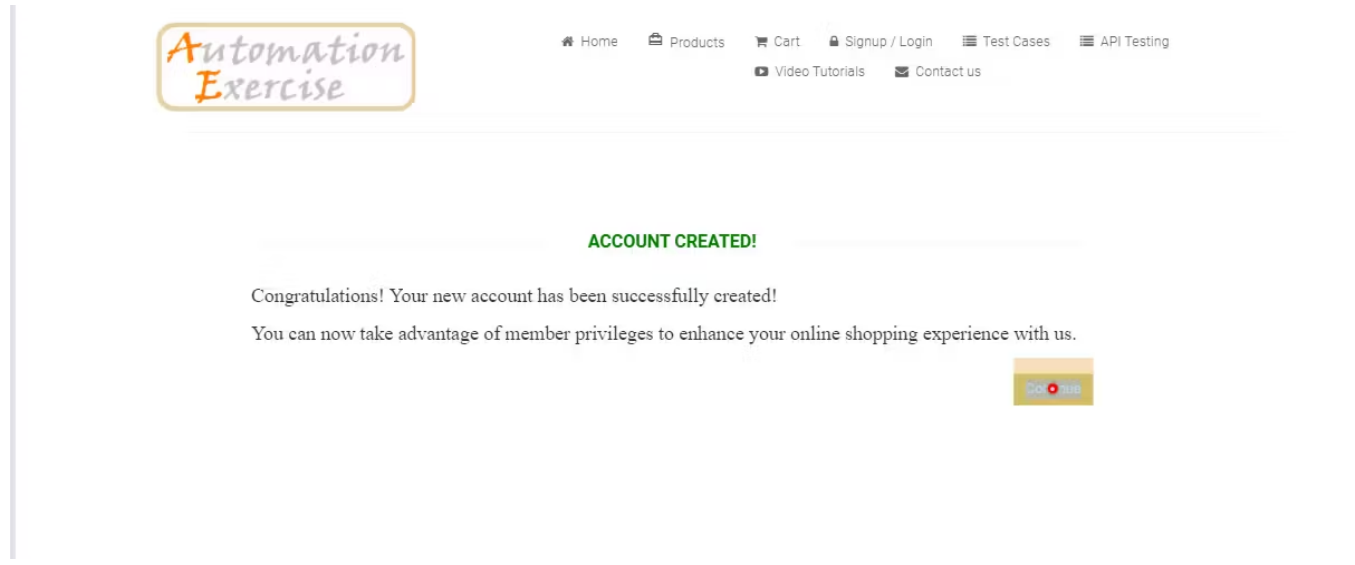 Automation
Exercise
Home Products Cart Signup / Login Test Cases API Testing
Video Tutorials Contact us
ACCOUNT CREATED!
Congratulations! Your new account has been successfully created!
You can now take advantage of member privileges to enhance your online shopping experience with us.